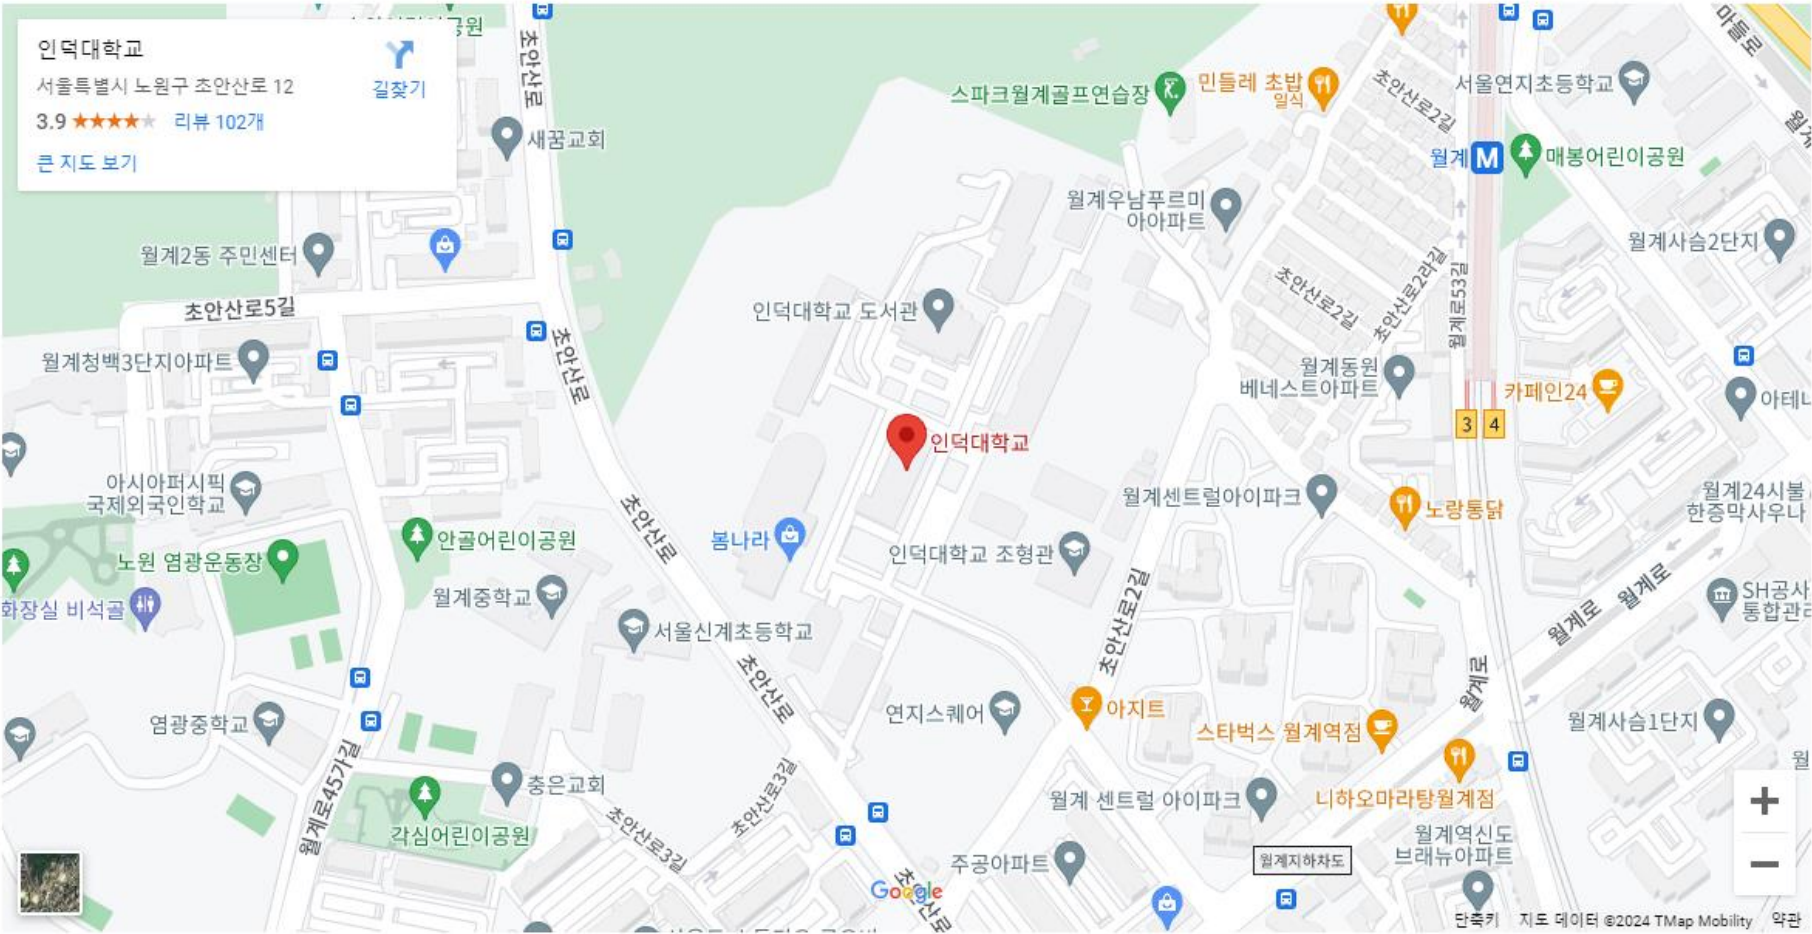 인덕대학교
서울특별시 노원구 초안산로 12
3.9
리뷰 102개
큰 지도 보기
길찾기
초안산로
새꿈교회
스파크월계골프연습장
민들레 초밥
일식
초안산로2길
서울연지초등학교
마들로
월계
M
매봉어린이공원
월계우남푸르미
아아파트
월계사슴2단지
월계2동 주민센터
초안산로5길
인덕대학교 도서관
초안산로2길
초안산로2라길
월계로53길
월계청백3단지아파트
초안산로
월계동원
베네스트아파트
카페인24
3
4
인덕대학교
아시아퍼시픽
국제외국인학교
초안산로
월계센트럴아이파크
노랑통닭
월계24시불
한증막사우나
노원 염광운동장
안골어린이공원
봄나라
인덕대학교 조형관
화장실 비석골
월계중학교
서울신계초등학교
초안산로2길
월계로
월계로
SH공사
통합관리
초안산로
월계로
염광중학교
연지스퀘어
아지트
스타벅스 월계역점
월계사슴1단지
월계로45가길
충은교회
초안산로3길
월계 센트럴 아이파크
니하오마라탕월계점
각심어린이공원
초안산로3길
주공아파트
월계지하차도
월계역신도
브래뉴아파트
초안산로
Google
단축키
지도 데이터 ©2024 TMap Mobility
약관